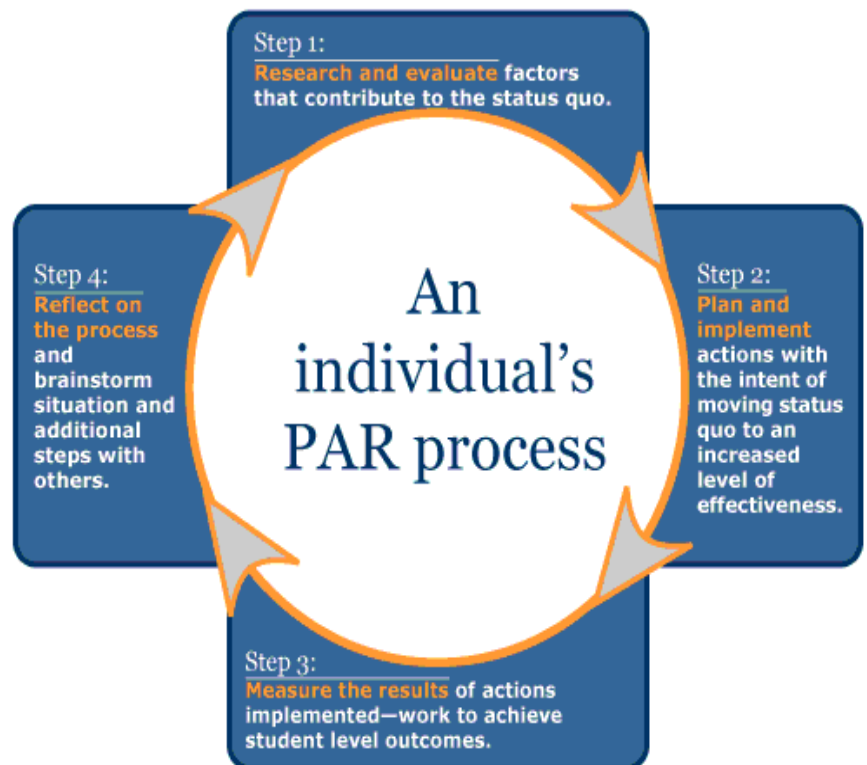 Step 1:
Research and evaluate factors
that contribute to the status quo.
Step 2:
Plan and
implement
actions with
the intent of
moving status
quo to an
increased
level of
effectiveness.
Step 3:
Measure the results of actions
implemented—work to achieve
student level outcomes.
Step 4:
Reflect on
the process
and
brainstorm
situation and
additional
steps with
others.
An
individual’s
PAR process